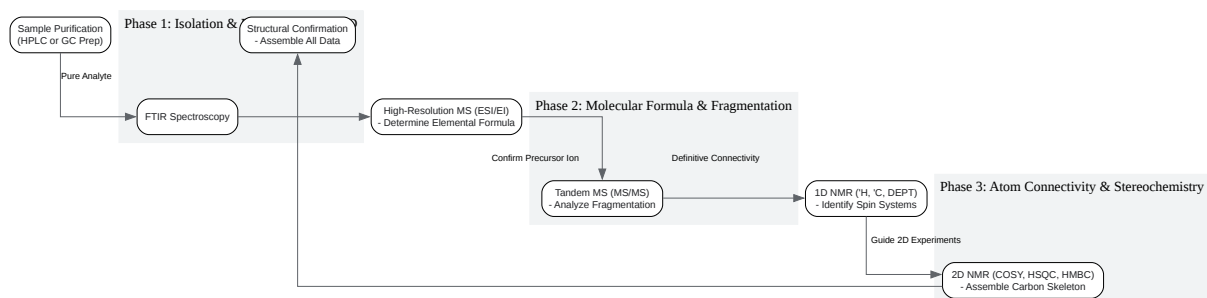 Sample Purification
(HPLC or GC Prep)
Phase 1: Isolation &
Structural Confirmation
- Assemble All Data
Pure Analyte
FTIR Spectroscopy
High-Resolution MS (ESI/EI)
- Determine Elemental Formula
Phase 2: Molecular Formula & Fragmentation
Confirm Precursor Ion
Definitive Connectivity
Tandem MS (MS/MS)
- Analyze Fragmentation
1D NMR ('H, 'C, DEPT)
- Identify Spin Systems
Phase 3: Atom Connectivity & Stereochemistry
Guide 2D Experiments
2D NMR (COSY, HSQC, HMBC)
- Assemble Carbon Skeleton